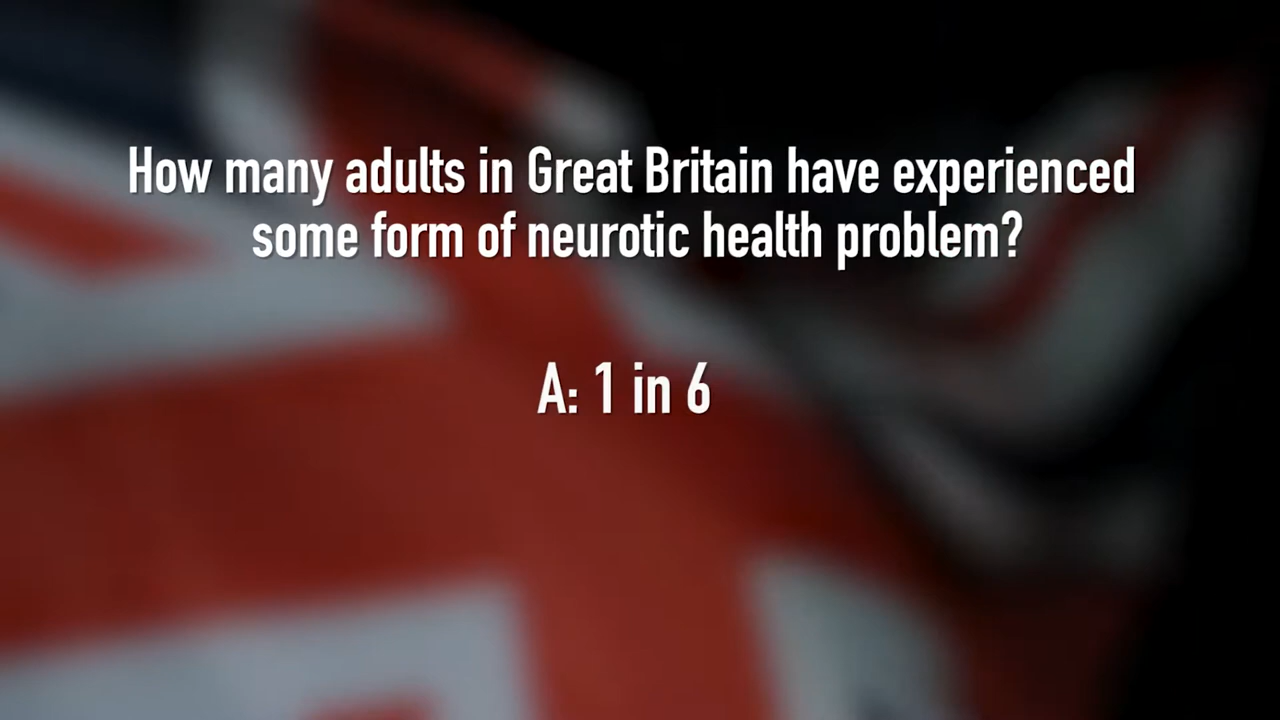 How many adults in Great Britain have experienced
some form of neurotic health problem?
A: 1 in 6